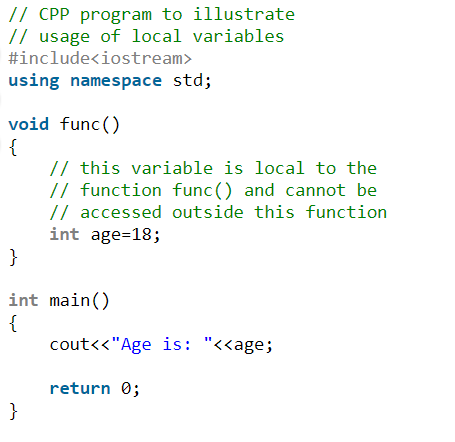 // CPP program to illustrate
// usage of local variables
#include<iostream>
using namespace std;
void func()
{
// this variable is local to the
// function func() and cannot be
// accessed outside this function
int age=18;
}
int main()
{
cout<<"Age is: "<<age;
return 0;
}